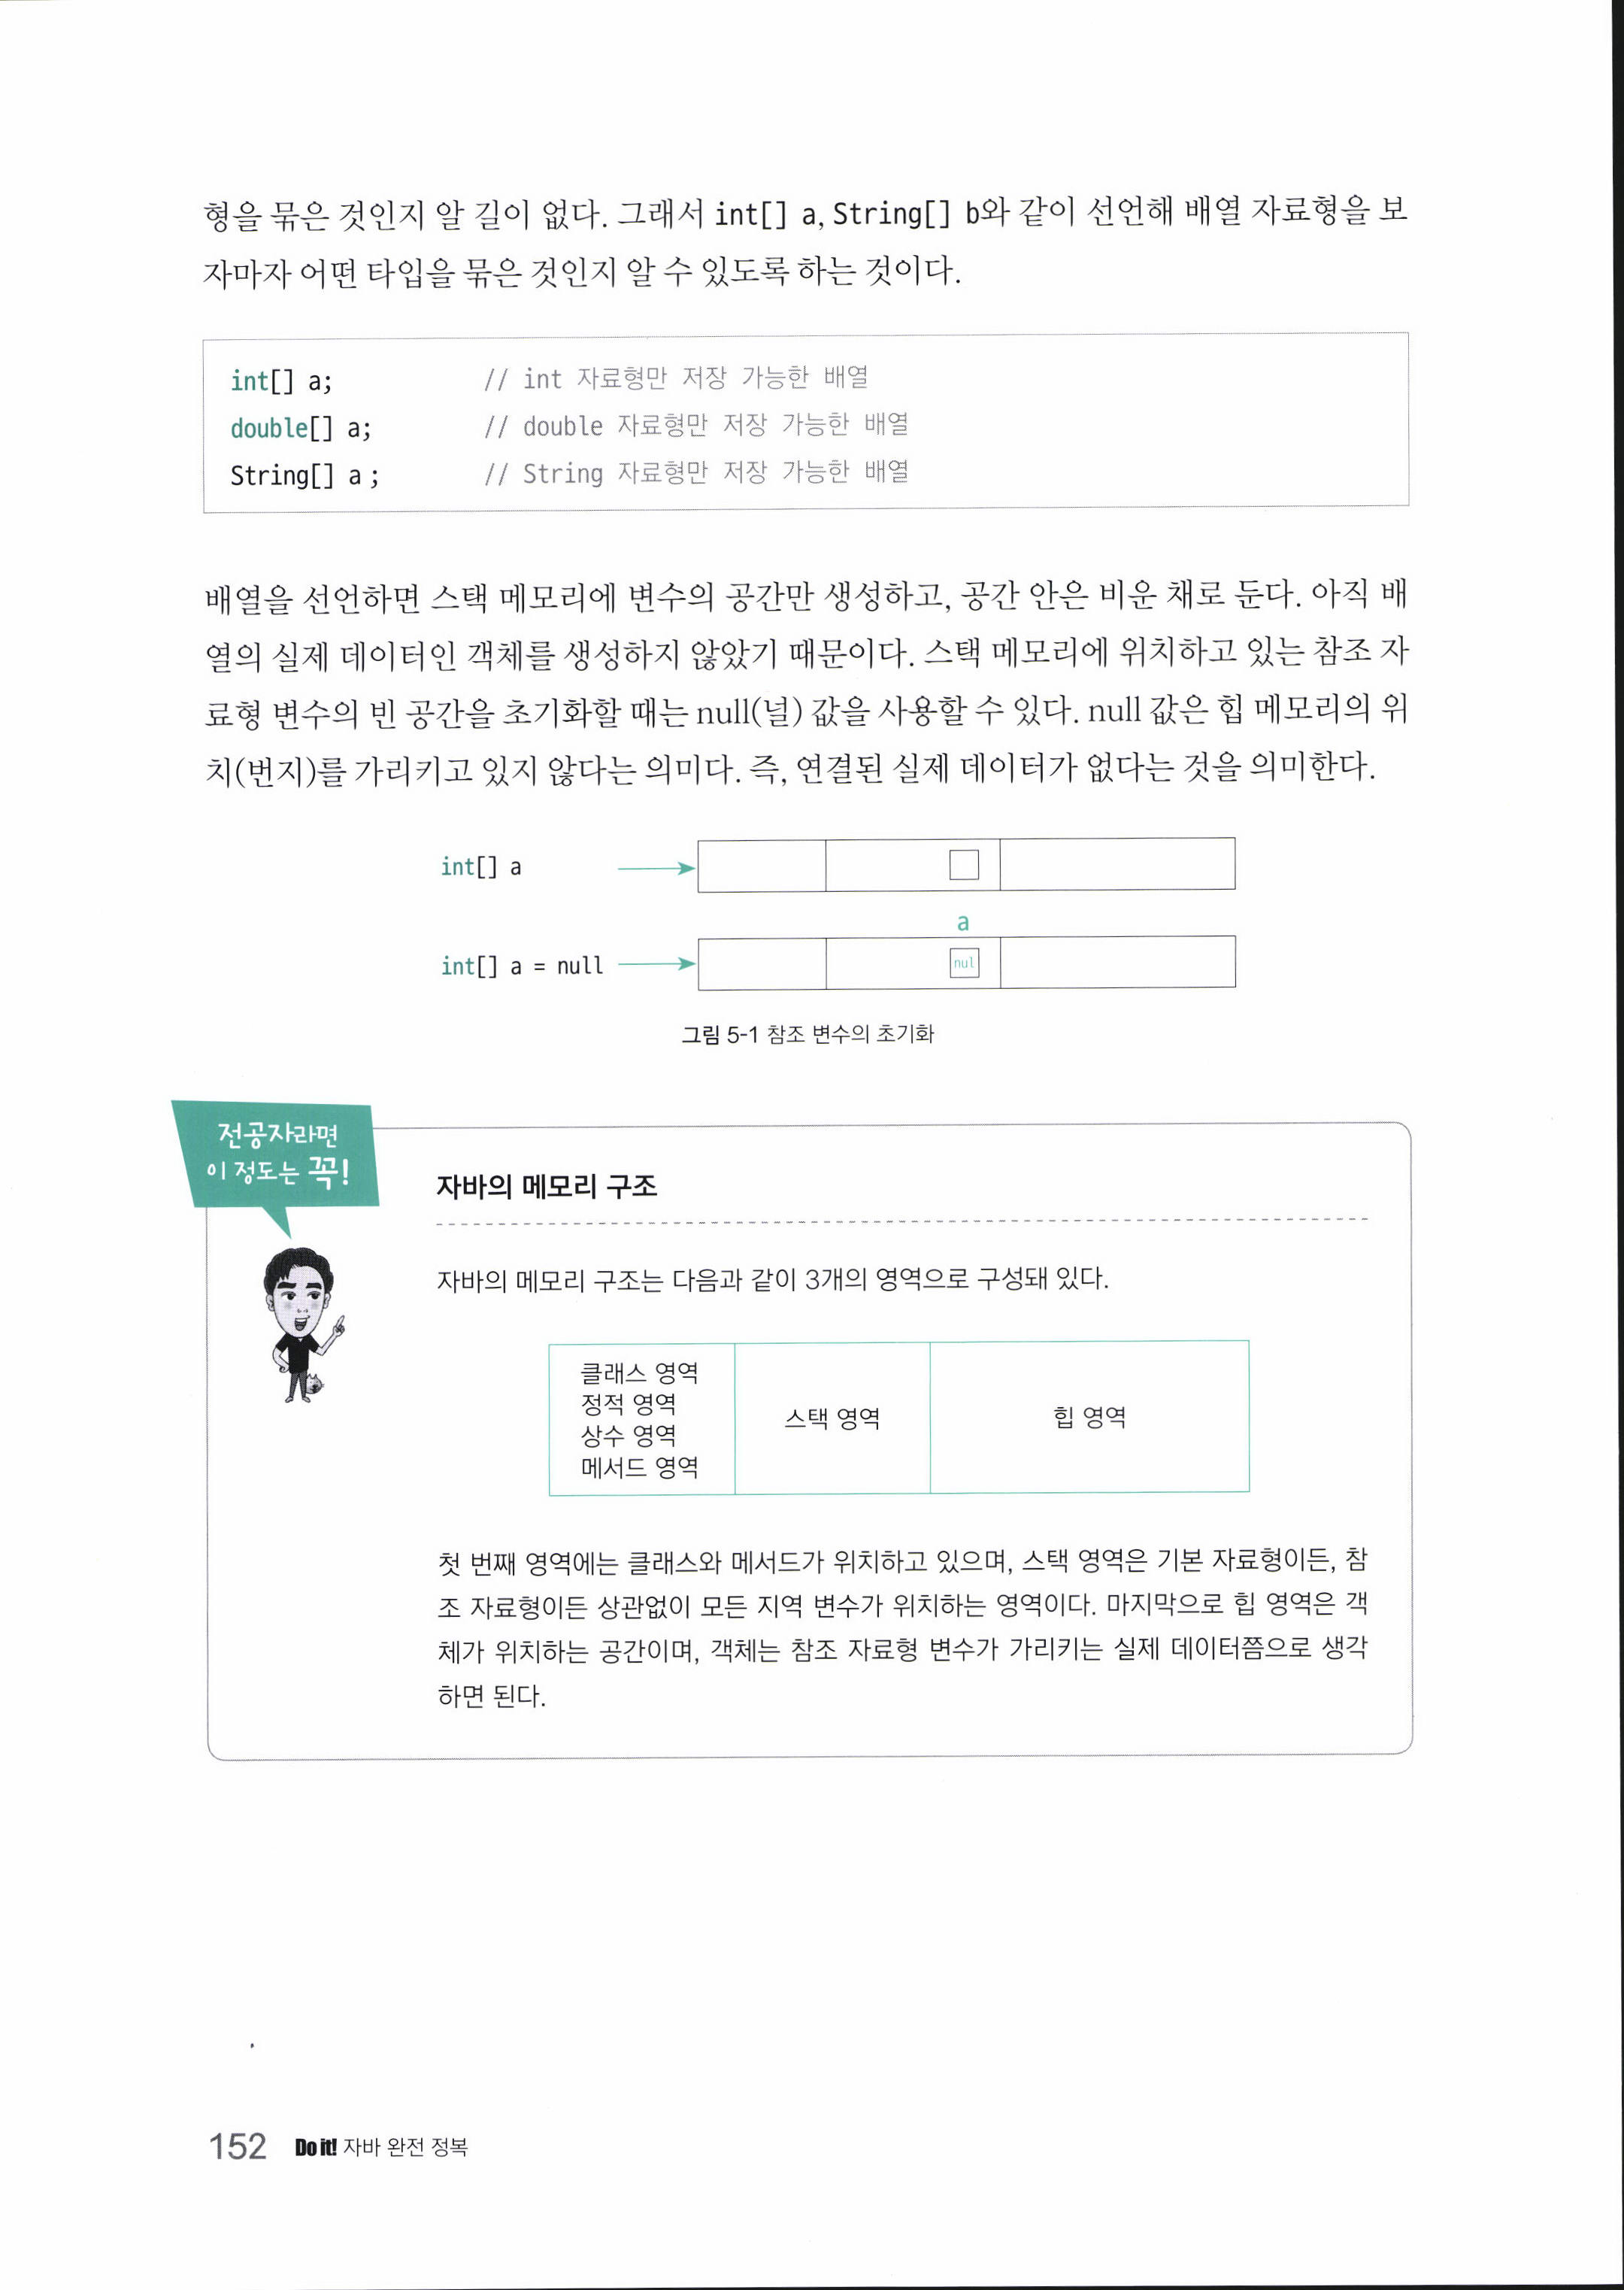 형을 묶은 것인지 알 길이 없다. 그래서 int[] a, String[] b와 같이 선언해 배열 자료형을 보
자마자 어떤 타입을 묶은 것인지 알 수 있도록 하는 것이다.
int[] a; // int 자료형만 저장 가능한 배열
double[] a; // double 자료형만 저장 가능한 배열
String[] a ; // String 자료형만 저장 가능한 배열
배열을 선언하면 스택 메모리에 변수의 공간만 생성하고, 공간 안은 비운 채로 둔다. 아직 배
열의 실제 데이터인 객체를 생성하지 않았기 때문이다. 스택 메모리에 위치하고 있는 참조 자
료형 변수의 빈 공간을 초기화할 때는 null(널) 값을 사용할 수 있다. null 값은 힙 메모리의 위
치(번지)를 가리키고 있지 않다는 의미다. 즉, 연결된 실제 데이터가 없다는 것을 의미한다.
int[] a
a
int[] a = null
nul
그림 5-1 참조 변수의 초기화
전공자라면
이 정도는 꼭!
자바의 메모리 구조
자바의 메모리 구조는 다음과 같이 3개의 영역으로 구성돼 있다.
클래스 영역
정적 영역
상수 영역
메서드 영역
스택 영역
힙 영역
첫 번째 영역에는 클래스와 메서드가 위치하고 있으며, 스택 영역은 기본 자료형이든, 참
조 자료형이든 상관없이 모든 지역 변수가 위치하는 영역이다. 마지막으로 힙 영역은 객
체가 위치하는 공간이며, 객체는 참조 자료형 변수가 가리키는 실제 데이터쯤으로 생각
하면 된다.
152 Do it! 자바 완전 정복